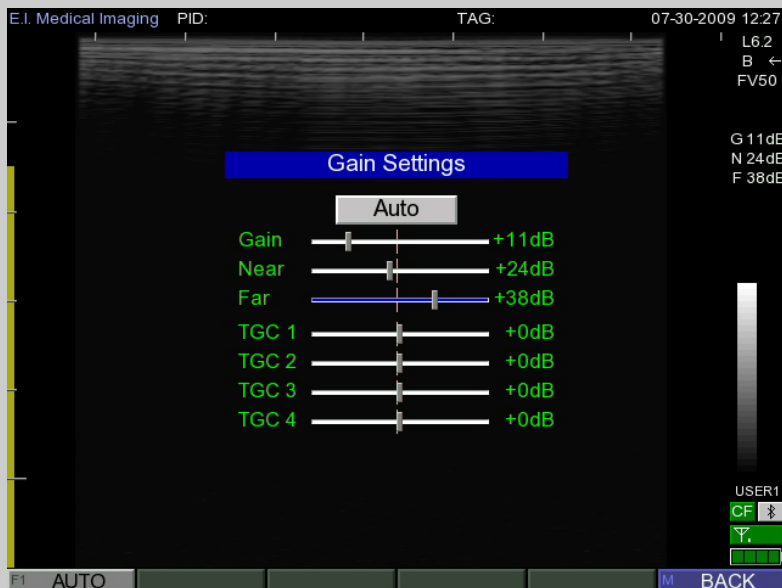 E.I. Medical Imaging PID: TAG: 07-30-2009 12:27
L6.2
B ←
FV50
G 11dB
N 24dB
F 38dB
Gain Settings
Auto
Gain +11dB
Near +24dB
Far +38dB
TGC 1 +0dB
TGC 2 +0dB
TGC 3 +0dB
TGC 4 +0dB
USER1
CF
F1 AUTO M BACK